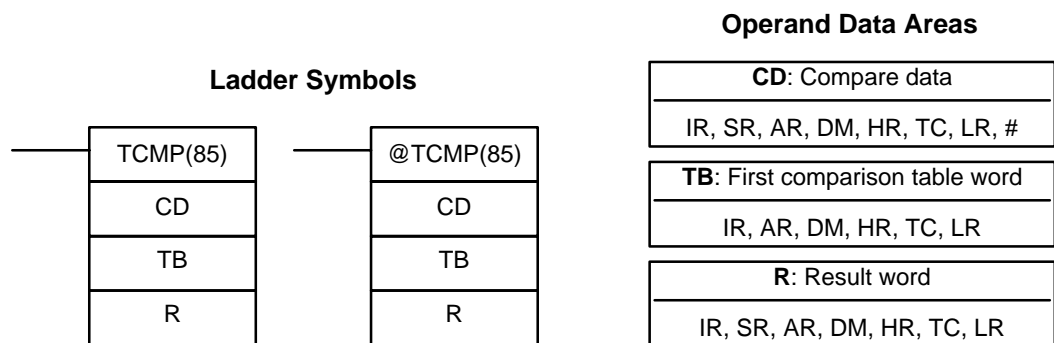 Ladder Symbols
TCMP(85)
CD
TB
R
@TCMP(85)
CD
TB
R
Operand Data Areas
CD: Compare data
IR, SR, AR, DM, HR, TC, LR, #
TB: First comparison table word
IR, AR, DM, HR, TC, LR
R: Result word
IR, SR, AR, DM, HR, TC, LR